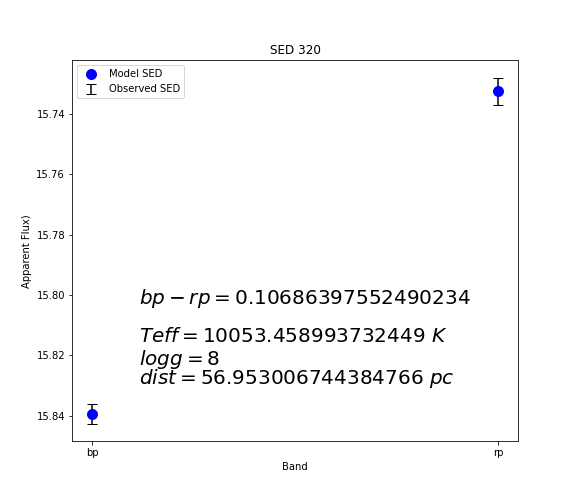 SED 320
Model SED
Observed SED
15.74
15.76
15.78
15.80
15.82
15.84
Apparent Flux)
bp − rp = 0.10686397552490234
Teff = 10053.458993732449 K
logg = 8
dist = 56.953006744384766 pc
bp
rp
Band